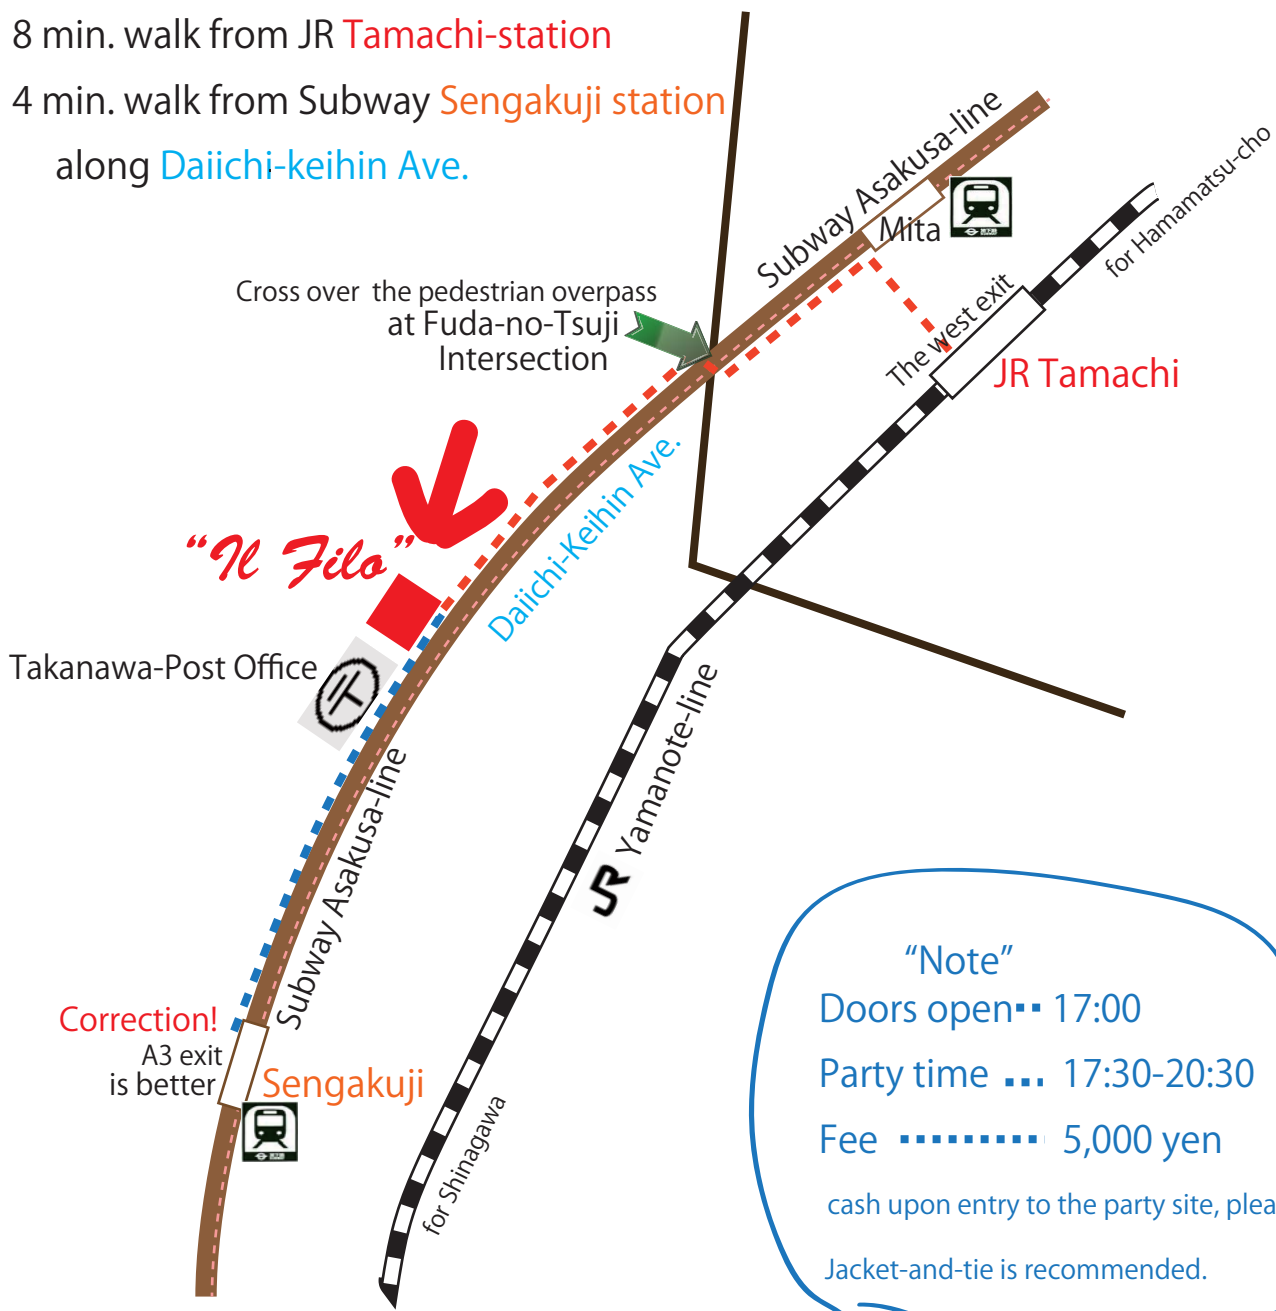 8 min. walk from JR Tamachi-station
4 min. walk from Subway Sengakuji station
along Daiichi-keihin Ave.
Subway Asakusa-line
Mita
for Hamamatsu-cho
Cross over the pedestrian overpass
at Fuda-no-Tsuji
Intersection
The west exit
JR Tamachi
Daiichi-Keihin Ave.
“Il Filo”
Takanawa-Post Office
Yamanote-line
JR
Subway Asakusa-line
Correction!
A3 exit
is better
Sengakuji
for Shinagawa
“Note”
Doors open 17:00
Party time ... 17:30-20:30
Fee ......... 5,000 yen
cash upon entry to the party site, plea
Jacket-and-tie is recommended.